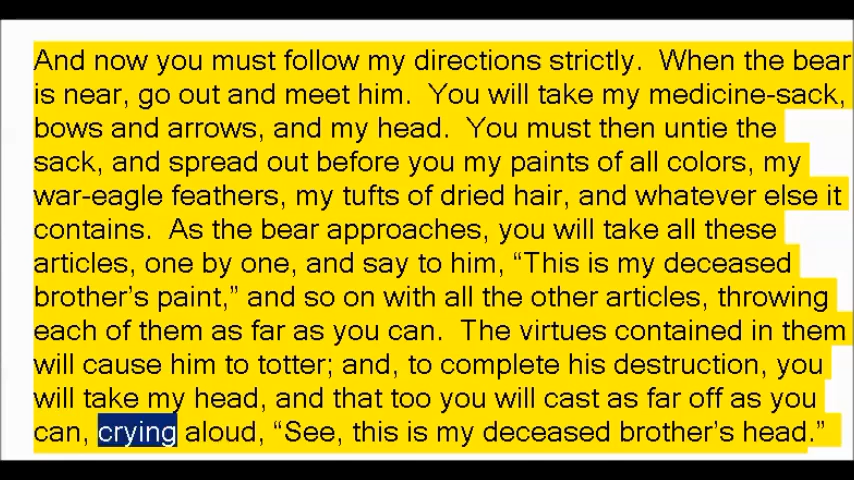 And now you must follow my directions strictly.  When the bear
is near, go out and meet him.  You will take my medicine-sack,
bows and arrows, and my head.  You must then untie the
sack, and spread out before you my paints of all colors, my
war-eagle feathers, my tufts of dried hair, and whatever else it
contains.  As the bear approaches, you will take all these
articles, one by one, and say to him, “This is my deceased
brother’s paint,” and so on with all the other articles, throwing
each of them as far as you can.  The virtues contained in them
will cause him to totter; and, to complete his destruction, you
will take my head, and that too you will cast as far off as you
can, crying aloud, “See, this is my deceased brother’s head.”